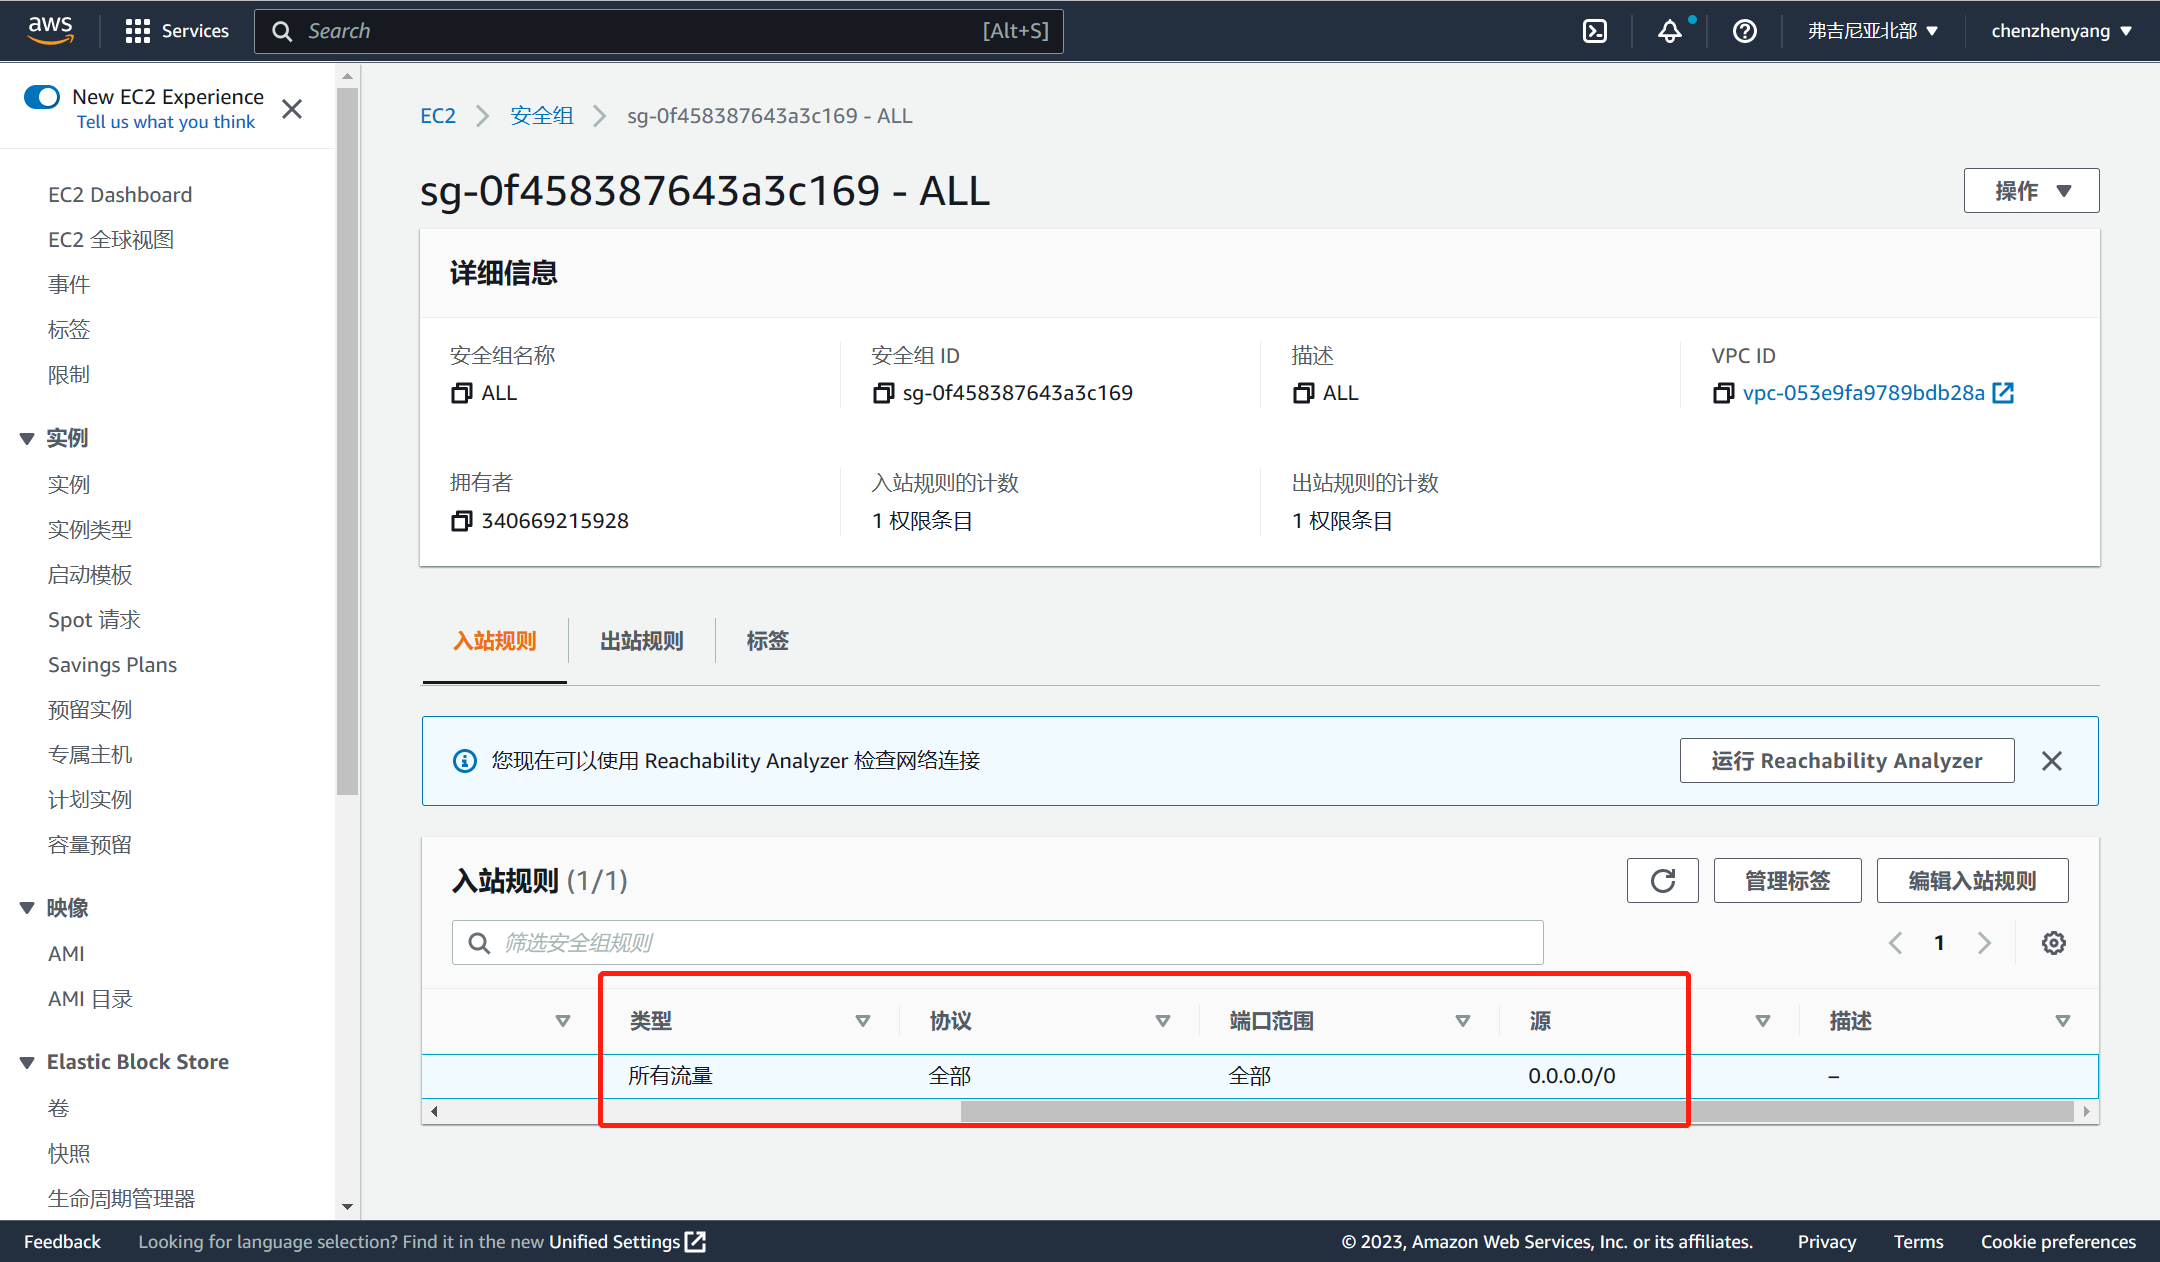 aws
Services
Search
[Alt+S]
弗吉尼亚北部
chenzhenyang
New EC2 Experience
Tell us what you think
EC2 Dashboard
EC2 全球视图
事件
标签
限制
实例
实例
实例类型
启动模板
Spot 请求
Savings Plans
预留实例
专属主机
计划实例
容量预留
映像
AMI
AMI 目录
Elastic Block Store
卷
快照
生命周期管理器
EC2
安全组
sg-0f458387643a3c169 - ALL
sg-0f458387643a3c169 - ALL
操作
详细信息
安全组名称
ALL
安全组 ID
sg-0f458387643a3c169
描述
ALL
VPC ID
vpc-053e9fa9789bdb28a
拥有者
340669215928
入站规则的计数
1 权限条目
出站规则的计数
1 权限条目
入站规则
出站规则
标签
您现在可以使用 Reachability Analyzer 检查网络连接
运行 Reachability Analyzer
入站规则 (1/1)
管理标签
编辑入站规则
筛选安全组规则
1
类型
协议
端口范围
源
描述
所有流量
全部
全部
0.0.0.0/0
–
Feedback
Looking for language selection? Find it in the new Unified Settings
© 2023, Amazon Web Services, Inc. or its affiliates.
Privacy
Terms
Cookie preferences